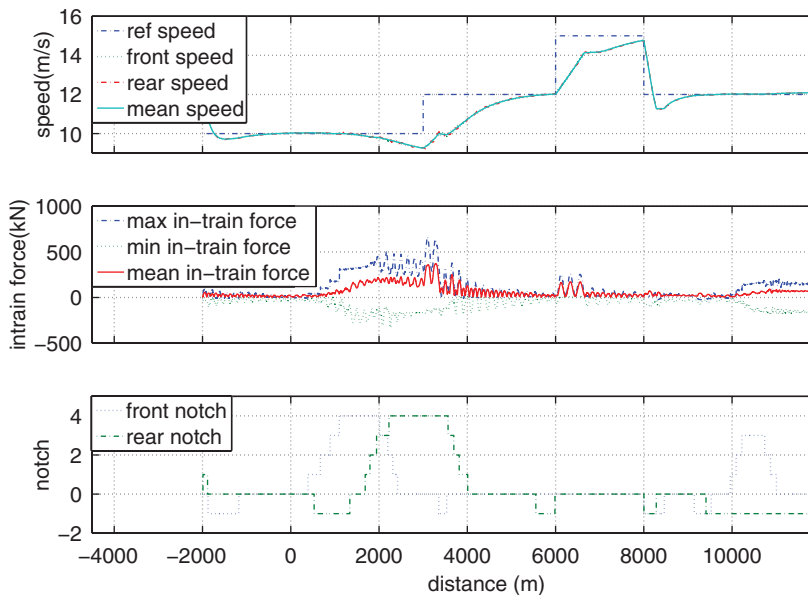 16
14
12
10
speed(m/s)
ref speed
front speed
rear speed
mean speed
1000
500
0
−500
intrain force(kN)
max in−train force
min in−train force
mean in−train force
4
2
0
−2
notch
front notch
rear notch
−4000 −2000 0 2000 4000 6000 8000 10000
distance (m)